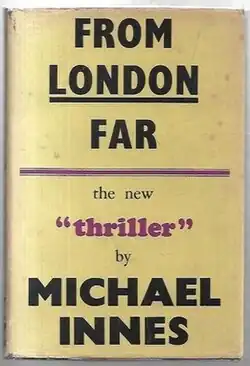 FROM
LONDON
FAR
the new
“thriller”
by
MICHAEL
INNES